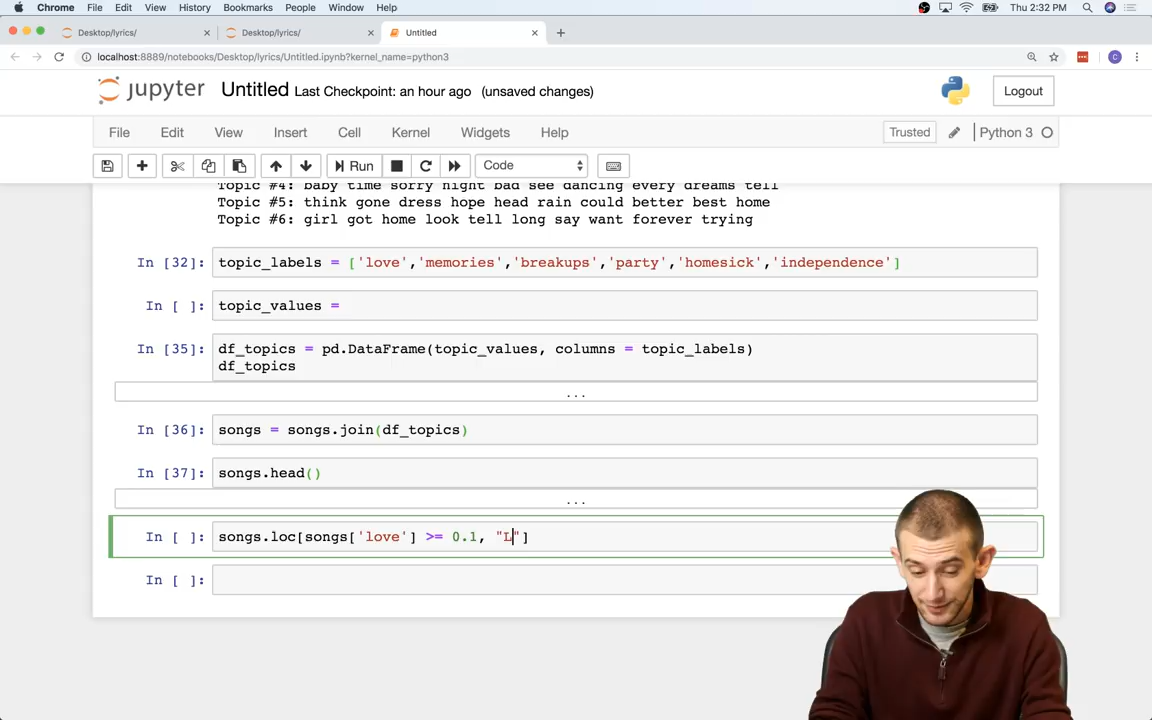 Chrome File Edit View History Bookmarks People Window Help Thu 2:32 PM
Desktop/lyrics/ Desktop/lyrics/ Untitled
localhost:8889/notebooks/Desktop/lyrics/Untitled.ipynb?kernel_name=python3 C
jupyter Untitled Last Checkpoint: an hour ago (unsaved changes) Logout
File Edit View Insert Cell Kernel Widgets Help Trusted Python 3
Run Code
Topic #4: baby time sorry night bad see dancing every dreams tell
Topic #5: think gone dress hope head rain could better best home
Topic #6: girl got home look tell long say want forever trying
In [32]: topic_labels = ['love','memories','breakups','party','homesick','independence']
In [ ]: topic_values =
In [35]: df_topics = pd.DataFrame(topic_values, columns = topic_labels)
df_topics
...
In [36]: songs = songs.join(df_topics)
In [37]: songs.head()
...
In [ ]: songs.loc[songs['love'] >= 0.1, "L"]
In [ ]: